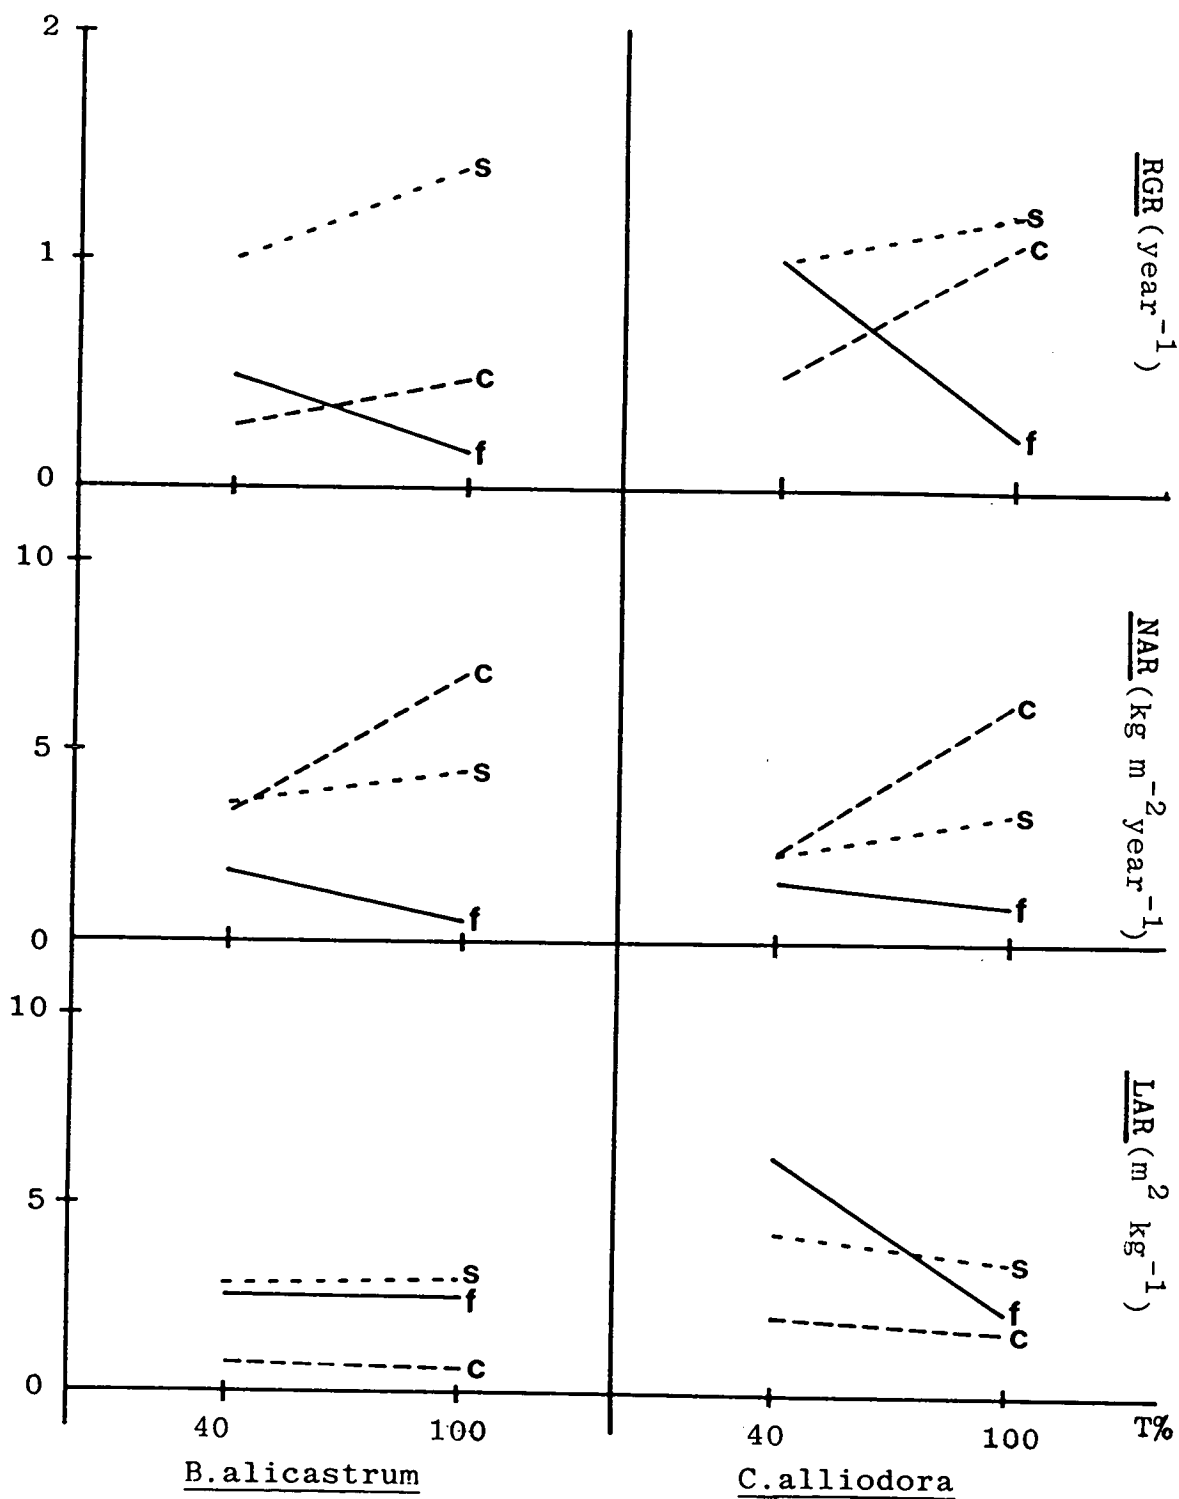 2
S
1
C
f
0
S
C
f
RGR (year⁻¹)
10
C
5
S
f
0
C
S
f
NAR (kg m⁻² year⁻¹)
10
5
S
f
C
0
S
f
C
LAR (m² kg⁻¹)
40 100 40 100 T%
B.alicastrum C.alliodora